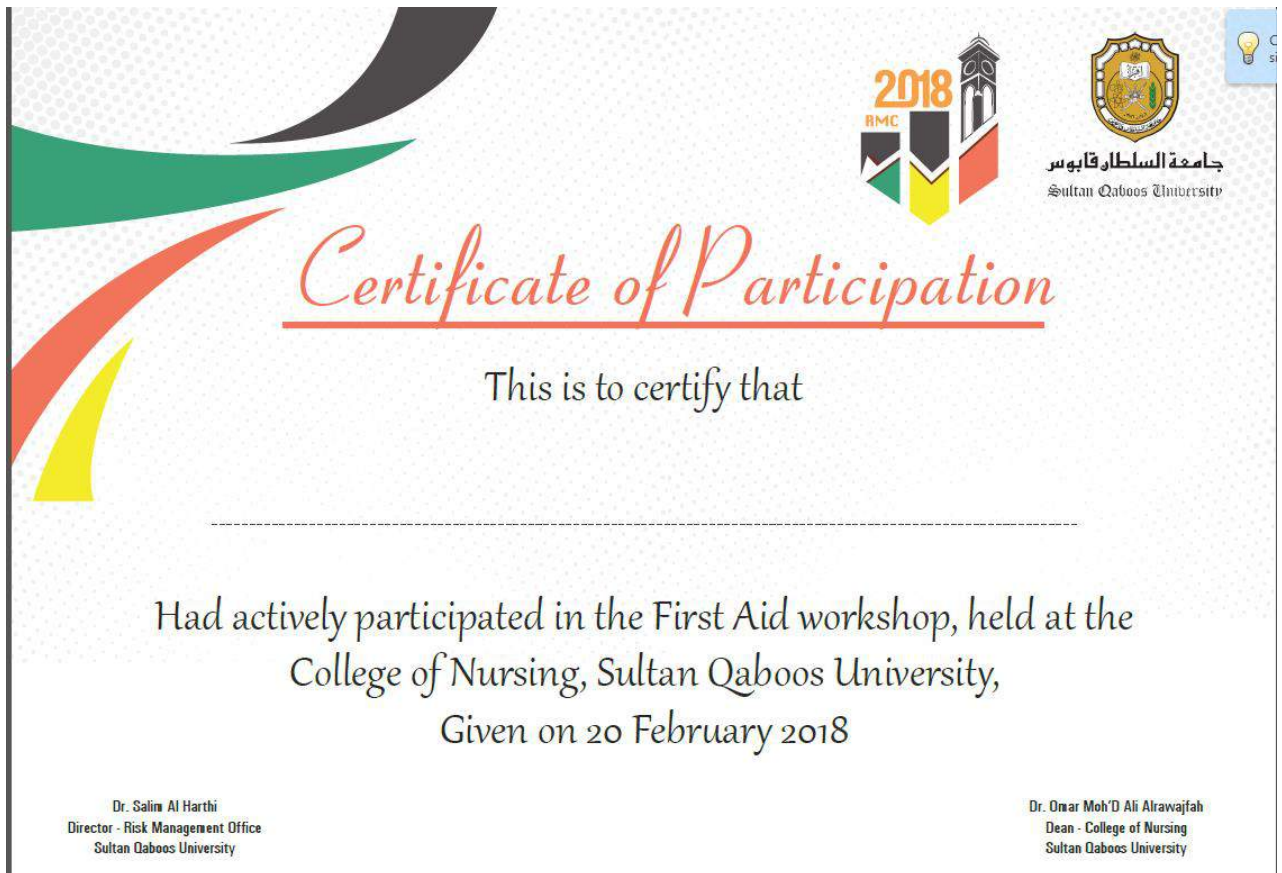 2018
RMC
جامعة السلطان قابوس
Sultan Qaboos University
Certificate of Participation
This is to certify that
Had actively participated in the First Aid workshop, held at the
College of Nursing, Sultan Qaboos University,
Given on 20 February 2018
Dr. Salim Al Harthi
Director - Risk Management Office
Sultan Qaboos University
Dr. Omar Moh'D Ali Alrawajfah
Dean - College of Nursing
Sultan Qaboos University